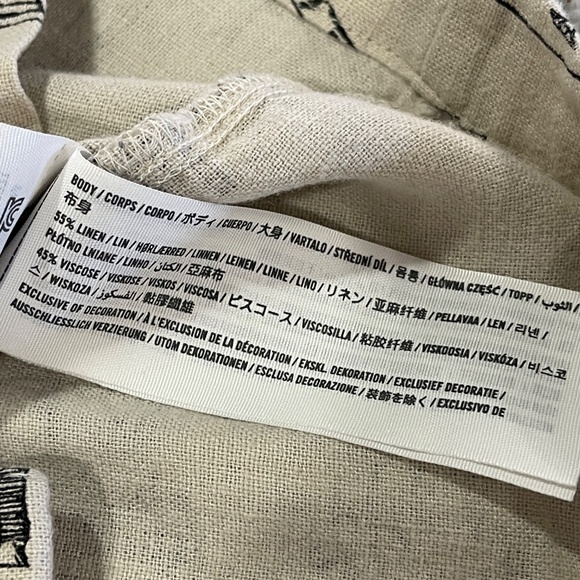 BODY / CORPS / CORPO / ボディ / CUERPO / 大身 / VARTALO / STŘEDNÍ DÍL / 몸통 / GŁÓWNA CZĘŚĆ / TOPP / الثوب /
布身
55% LINEN / LIN / HØRLÆRRED / LINNEN / LEINEN / LINNE / LINO / リネン / 亚麻纤维 / PELLAVAA / LEN / 리넨 /
PŁÓTNO LNIANE / LINHO / الكتان / 亞麻布
45% VISCOSE / VISKOSE / VISKOS / VISCOSA / ビスコース / VISCOSILLA / 粘胶纤维 / VISKOOSIA / VISKÓZA / 비스코
스 / WISKOZA / الفسكوز / 黏膠纖維
EXCLUSIVE OF DECORATION / À L'EXCLUSION DE LA DÉCORATION / EKSKL. DEKORATION / EXCLUSIEF DECORATIE /
AUSSCHLIESSLICH VERZIERUNG / UTOM DEKORATIONEN / ESCLUSA DECORAZIONE / 装飾を除く / EXCLUSIVO DE